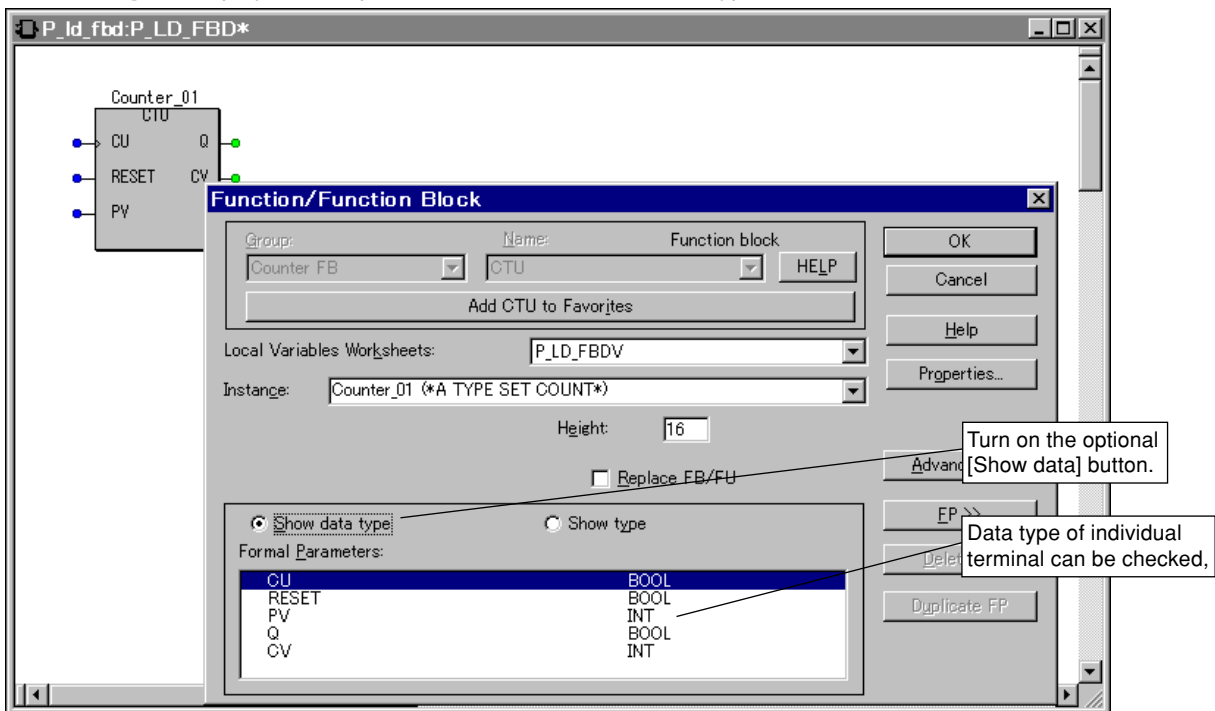 P_ld_fbd:P_LD_FBD*
Counter_01
CTU
CU Q
RESET CV
PV
Function/Function Block
Group: Name: Function block
Counter FB CTU HELP
Add CTU to Favorites
OK
Cancel
Help
Properties...
Local Variables Worksheets: P_LD_FBDV
Instance: Counter_01 (*A TYPE SET COUNT*)
Height: 16
Replace FB/FU
Turn on the optional
[Show data] button.
Show data type Show type
FP >>
Data type of individual
terminal can be checked,
Formal Parameters:
CU BOOL
RESET BOOL
PV INT
Q BOOL
CV INT
Duplicate FP